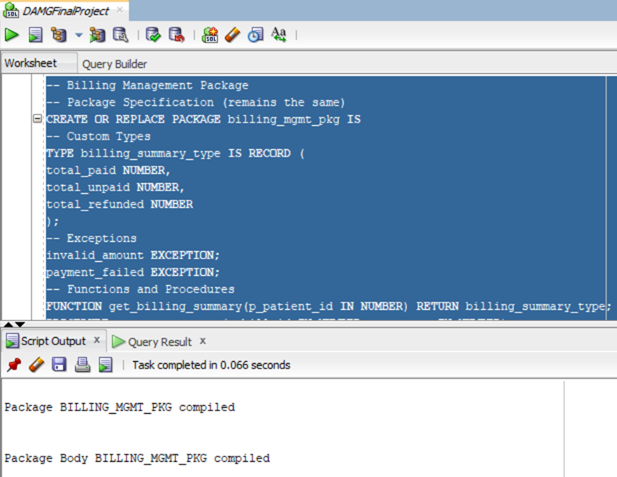 DAMGFinalProject
Worksheet Query Builder
-- Billing Management Package
-- Package Specification (remains the same)
CREATE OR REPLACE PACKAGE billing_mgmt_pkg IS
-- Custom Types
TYPE billing_summary_type IS RECORD (
total_paid NUMBER,
total_unpaid NUMBER,
total_refunded NUMBER
);
-- Exceptions
invalid_amount EXCEPTION;
payment_failed EXCEPTION;
-- Functions and Procedures
FUNCTION get_billing_summary(p_patient_id IN NUMBER) RETURN billing_summary_type;
Script Output x Query Result x
Task completed in 0.066 seconds
Package BILLING_MGMT_PKG compiled
Package Body BILLING_MGMT_PKG compiled